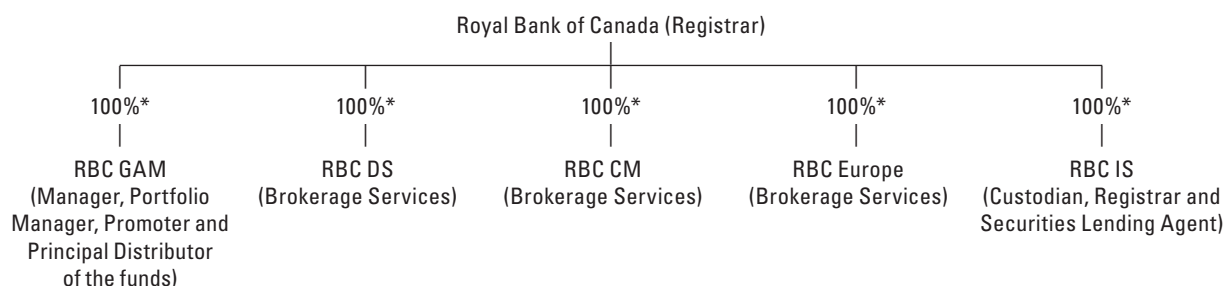 Royal Bank of Canada (Registrar)
100%*
100%*
100%*
100%*
100%*
RBC GAM
(Manager, Portfolio
Manager, Promoter and
Principal Distributor
of the funds)
RBC DS
(Brokerage Services)
RBC CM
(Brokerage Services)
RBC Europe
(Brokerage Services)
RBC IS
(Custodian, Registrar and
Securities Lending Agent)